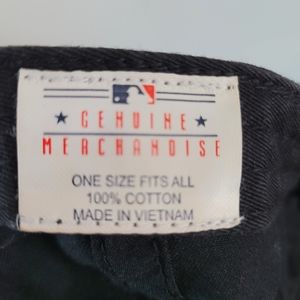 GENUINE
MERCHANDISE
ONE SIZE FITS ALL
100% COTTON
MADE IN VIETNAM